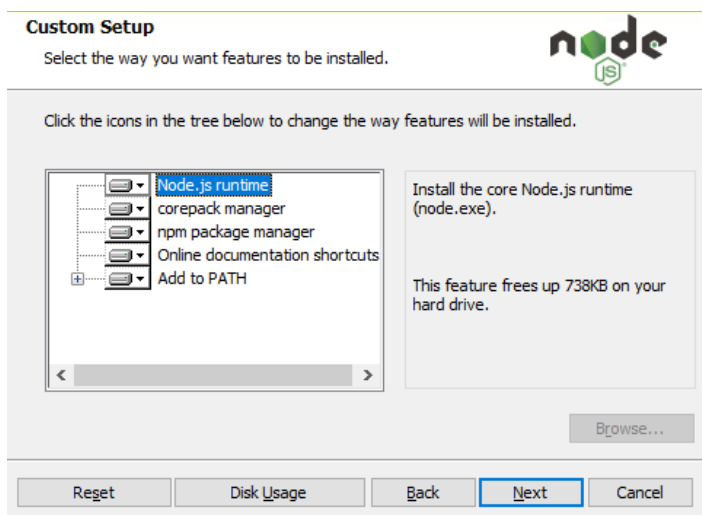 Custom Setup
Select the way you want features to be installed.
node
JS
Click the icons in the tree below to change the way features will be installed.
Node.js runtime
corepack manager
npm package manager
Online documentation shortcuts
Add to PATH
Install the core Node.js runtime
(node.exe).
This feature frees up 738KB on your
hard drive.
Browse...
Reset
Disk Usage
Back
Next
Cancel